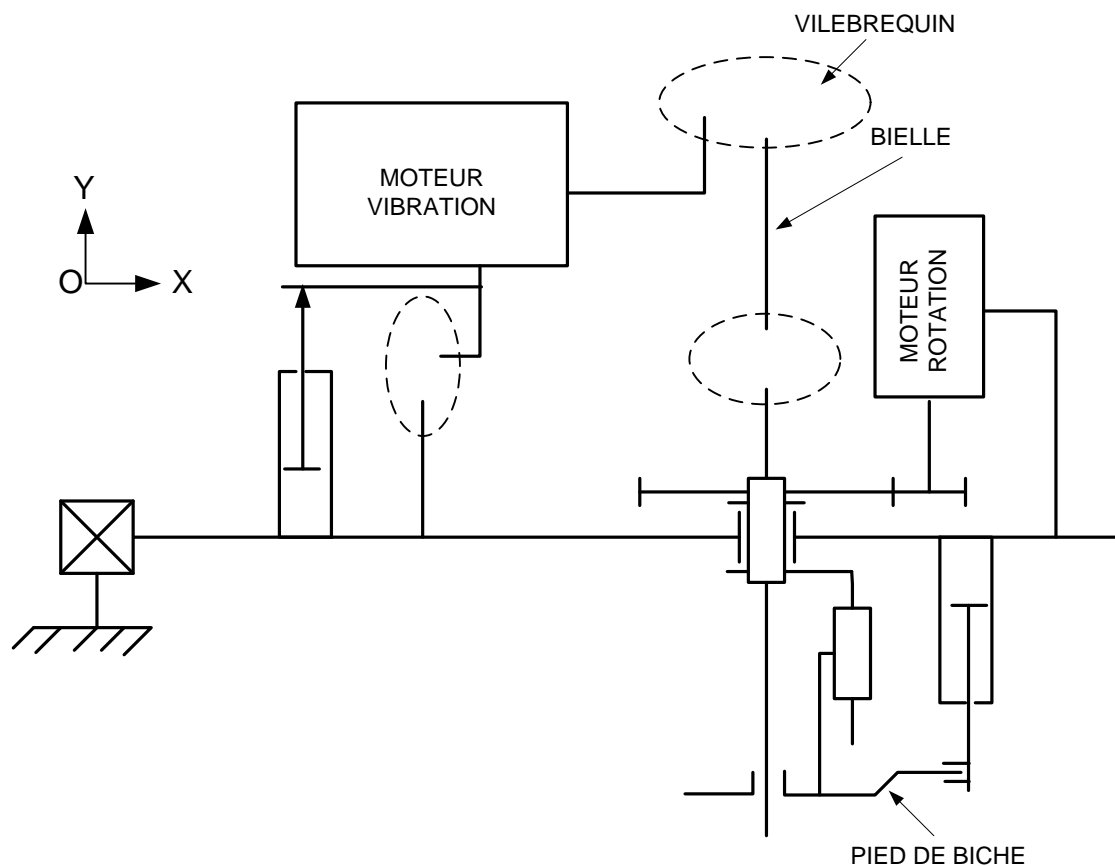 VILEBREQUIN
BIELLE
MOTEUR
VIBRATION
Y
O
X
MOTEUR
ROTATION
PIED DE BICHE